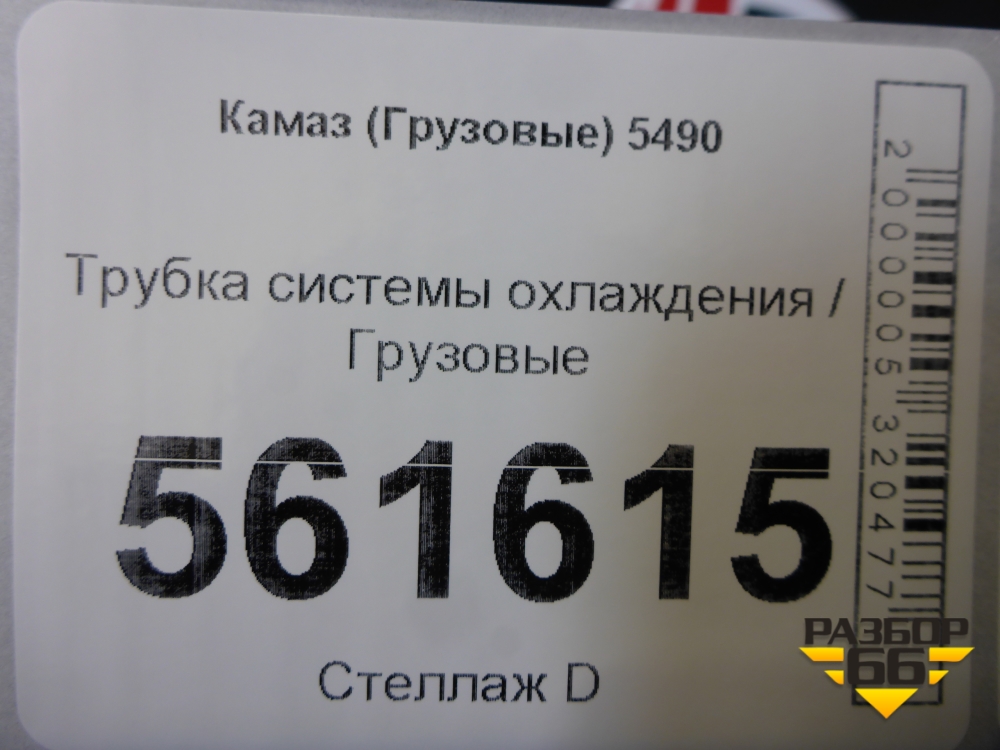 Камаз (Грузовые) 5490
Трубка системы охлаждения /
Грузовые
561615
Стеллаж D
2000005320477
РАЗБОР
66